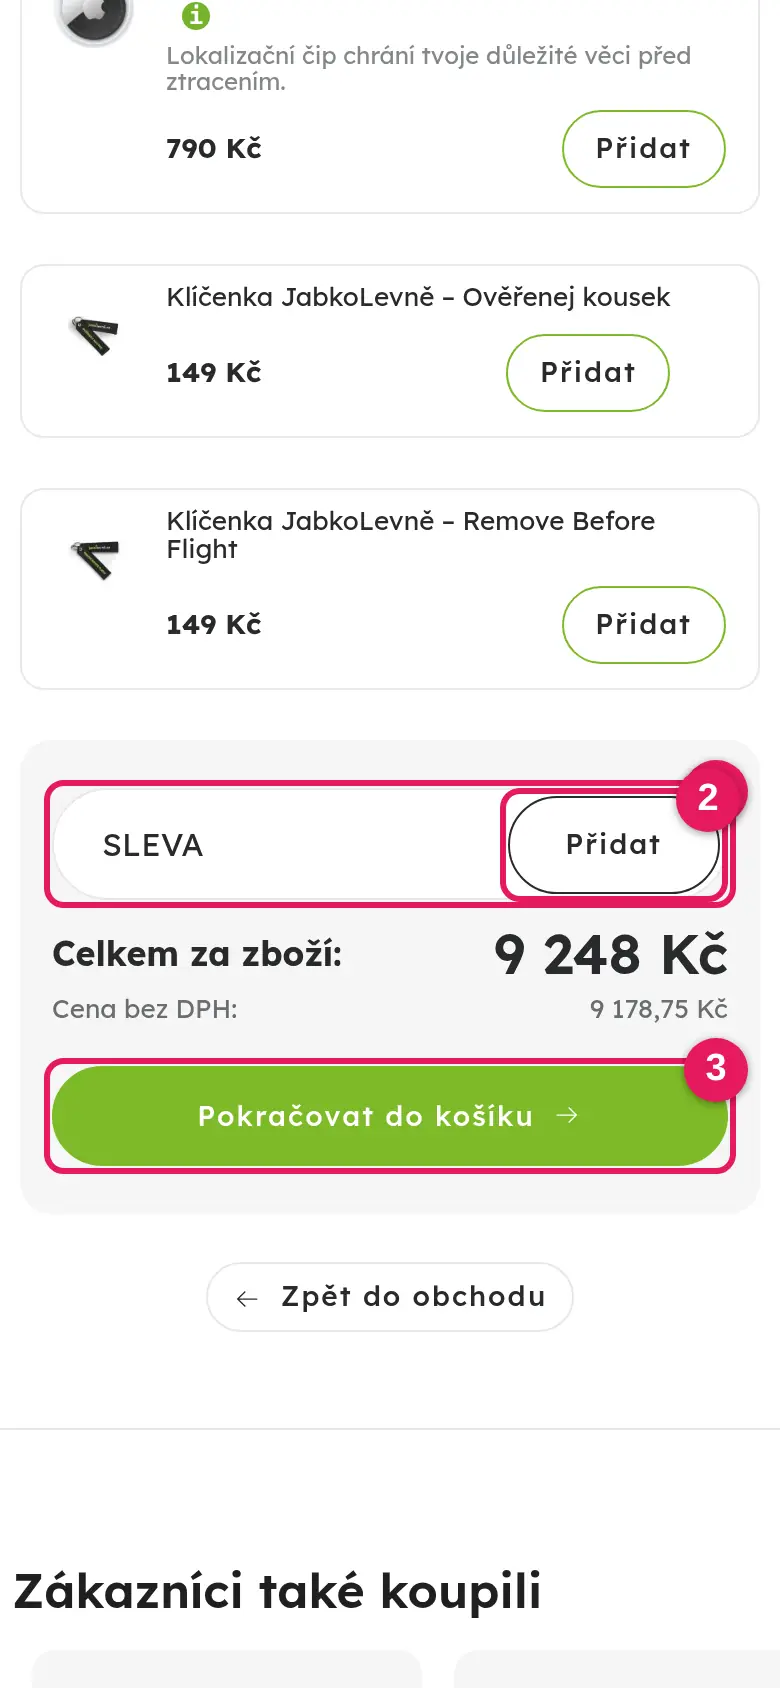 Lokalizační čip chrání tvoje důležité věci před
ztracením.
790 Kč
Přidat
Klíčenka JabkoLevně – Ověřenej kousek
149 Kč
Přidat
Klíčenka JabkoLevně – Remove Before
Flight
149 Kč
Přidat
2
SLEVA
Přidat
Celkem za zboží:
9 248 Kč
Cena bez DPH:
9 178,75 Kč
3
Pokračovat do košíku →
← Zpět do obchodu
Zákazníci také koupili